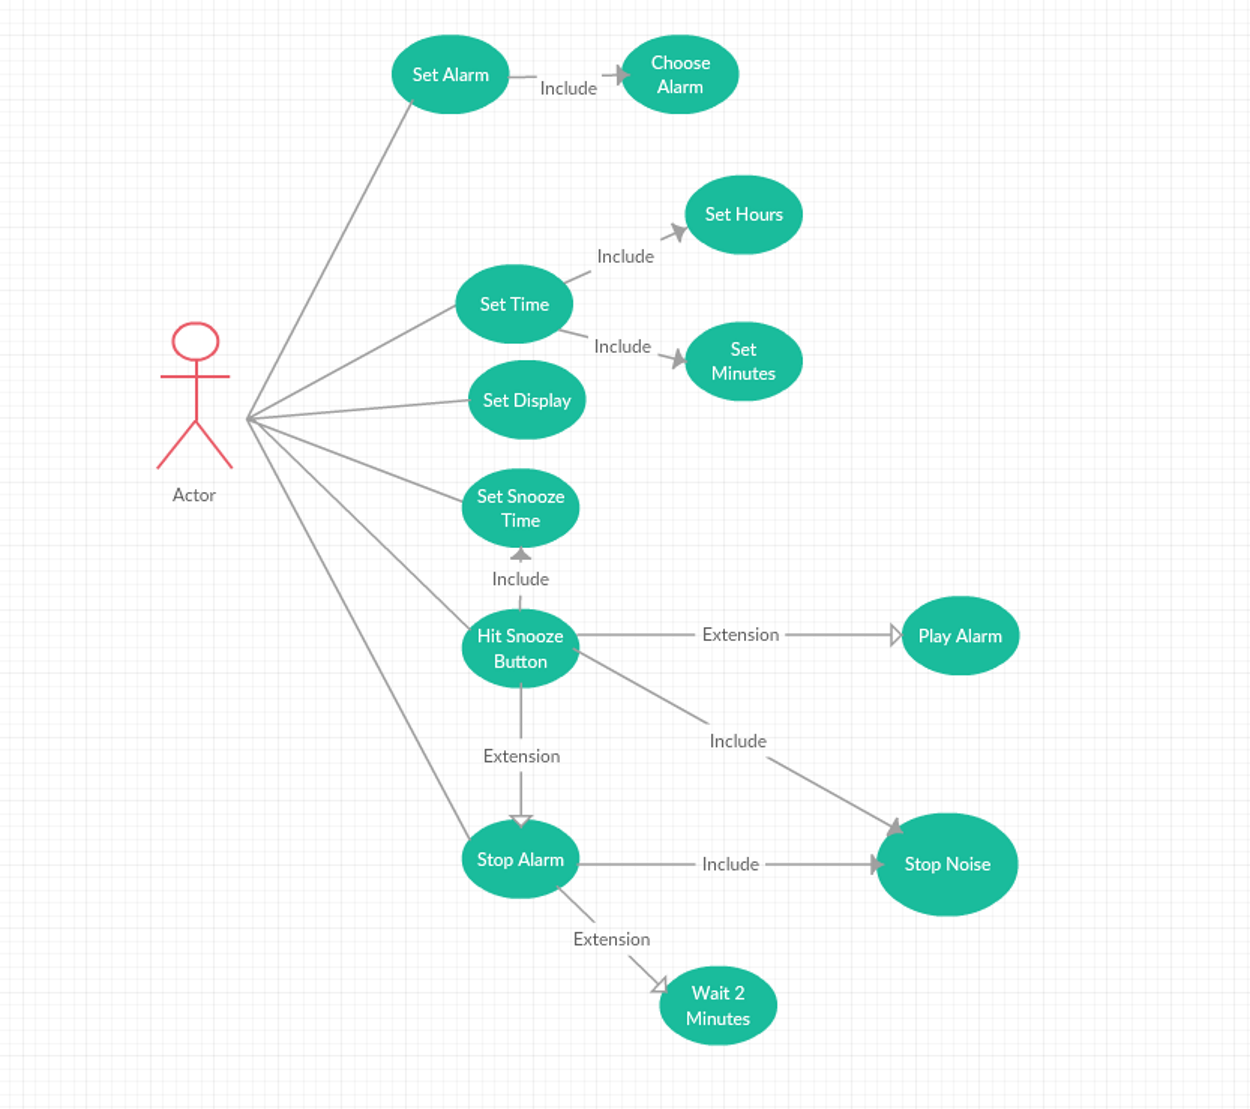 Set Alarm
Include
Choose
Alarm
Set Hours
Include
Set Time
Include
Set
Minutes
Set Display
Actor
Set Snooze
Time
Include
Hit Snooze
Button
Extension
Play Alarm
Include
Extension
Stop Alarm
Include
Stop Noise
Extension
Wait 2
Minutes